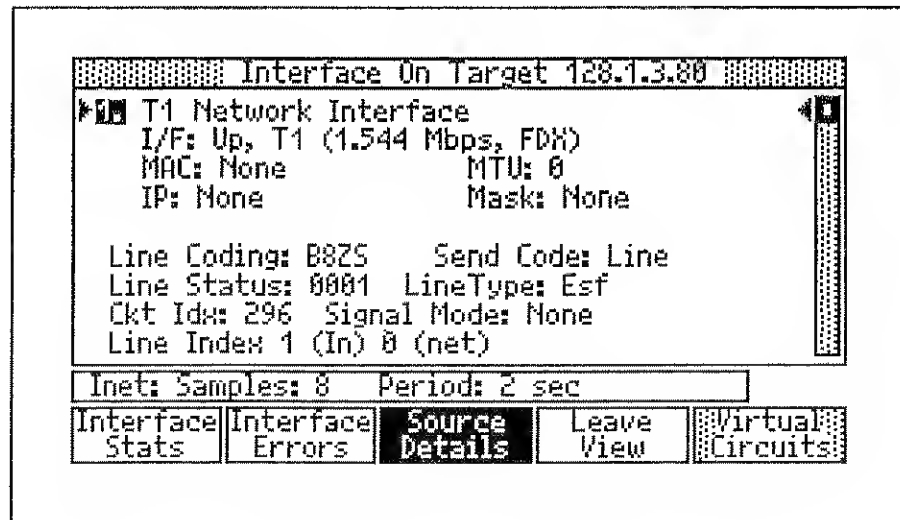 Interface On Target 128.1.3.80
T1 Network Interface
I/F: Up, T1 (1.544 Mbps, FDX)
MAC: None MTU: 0
IP: None Mask: None
Line Coding: B8ZS Send Code: Line
Line Status: 0001 LineType: Esf
Ckt Idx: 296 Signal Mode: None
Line Index 1 (In) 0 (net)
Inet: Samples: 8 Period: 2 sec
Interface Stats
Interface Errors
Source Details
Leave View
Virtual Circuits